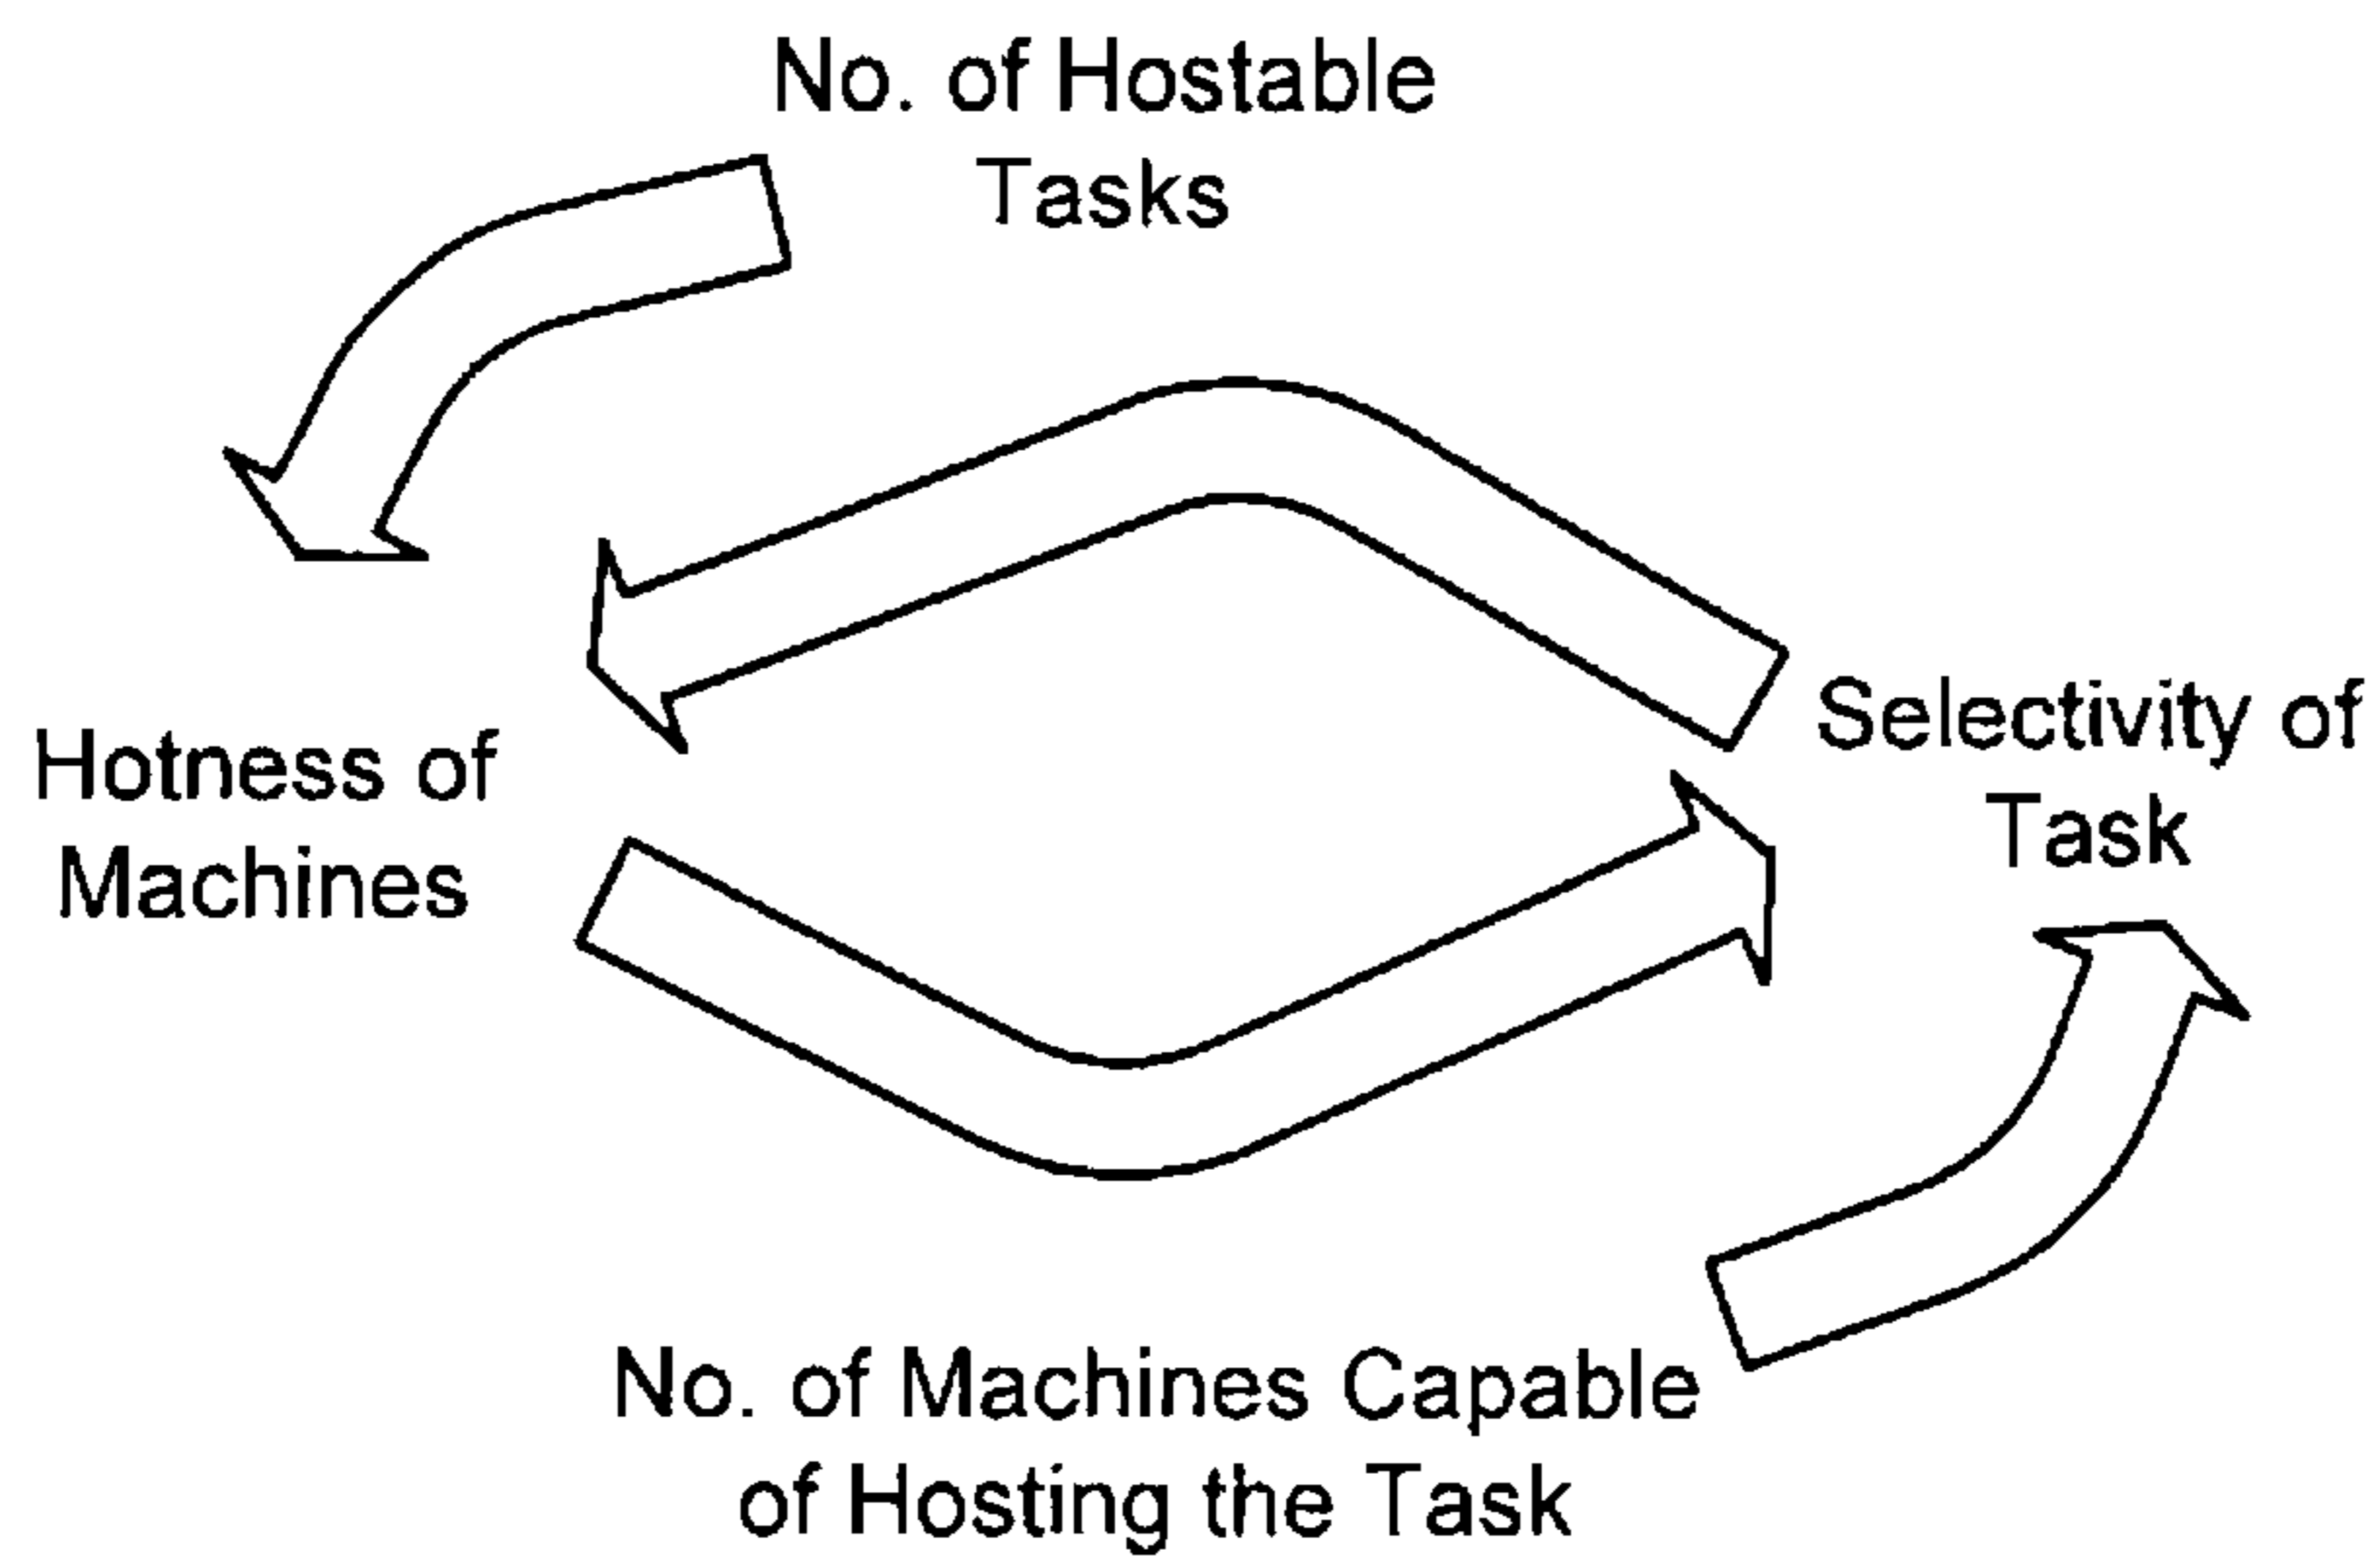 No. of Hostable
Tasks
Selectivity of
Task
Hotness of
Machines
No. of Machines Capable
of Hosting the Task